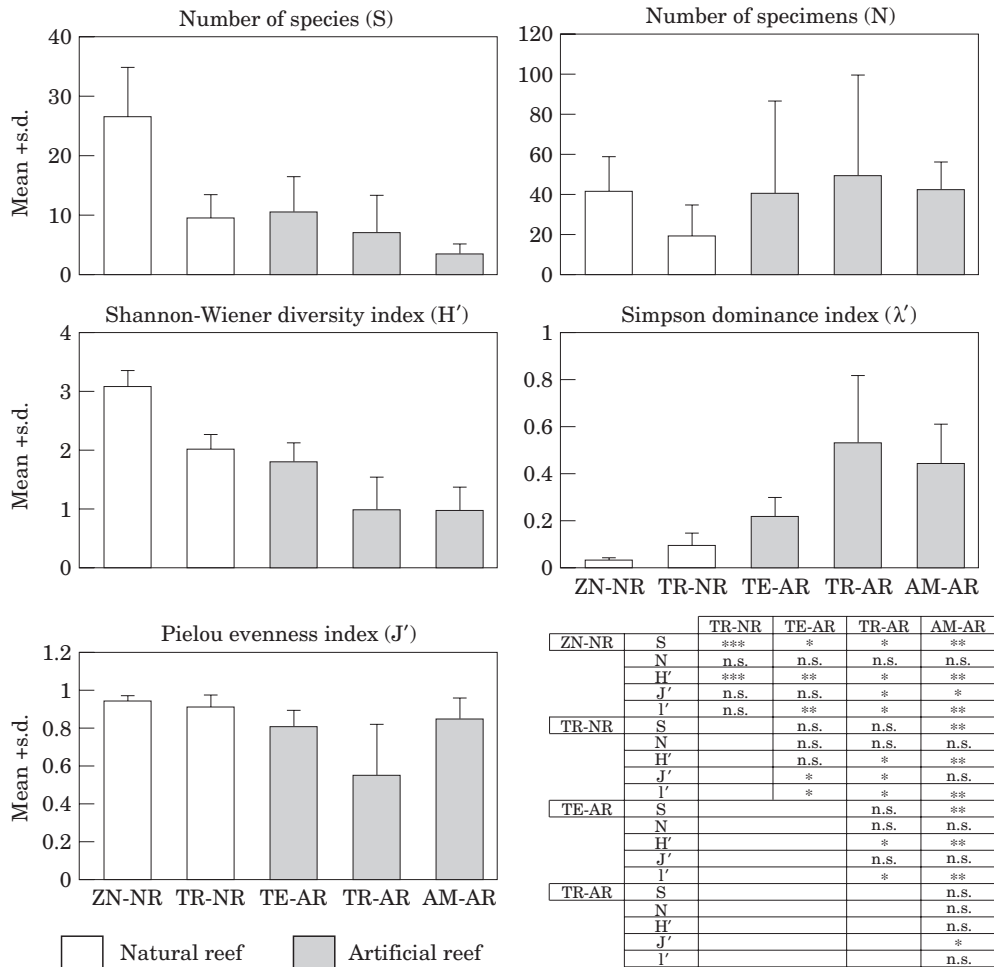 Number of species (S)
Mean +s.d.
40
30
20
10
0
Number of specimens (N)
120
100
80
60
40
20
0
Shannon-Wiener diversity index (H′)
Mean +s.d.
4
3
2
1
0
Simpson dominance index (λ′)
1
0.8
0.6
0.4
0.2
0
ZN-NR TR-NR TE-AR TR-AR AM-AR
Pielou evenness index (J′)
Mean +s.d.
1.2
1
0.8
0.6
0.4
0.2
0
ZN-NR TR-NR TE-AR TR-AR AM-AR
Natural reef Artificial reef
TR-NR TE-AR TR-AR AM-AR
ZN-NR S *** * * **
N n.s. n.s. n.s. n.s.
H′ *** ** * **
J′ n.s. n.s. * *
l′ n.s. ** * **
TR-NR S n.s. n.s. **
N n.s. n.s. n.s.
H′ n.s. * **
J′ * * n.s.
l′ * * **
TE-AR S n.s. **
N n.s. n.s.
H′ * **
J′ n.s. n.s.
l′ * **
TR-AR S n.s.
N n.s.
H′ n.s.
J′ *
l′ n.s.